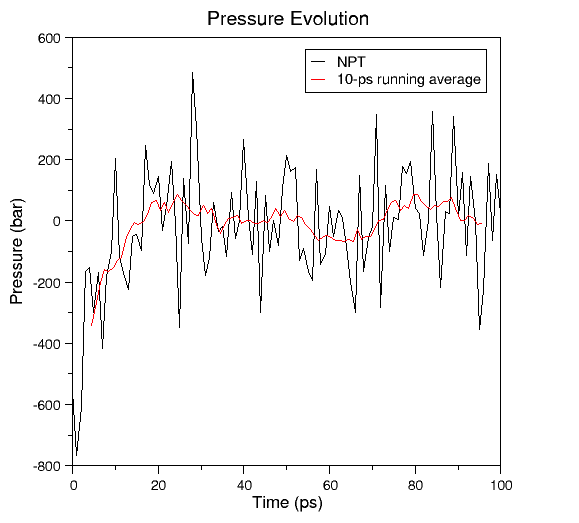 Pressure Evolution
NPT
10-ps running average
Pressure (bar)
600
400
200
0
-200
-400
-600
-800
0 20 40 60 80 100
Time (ps)